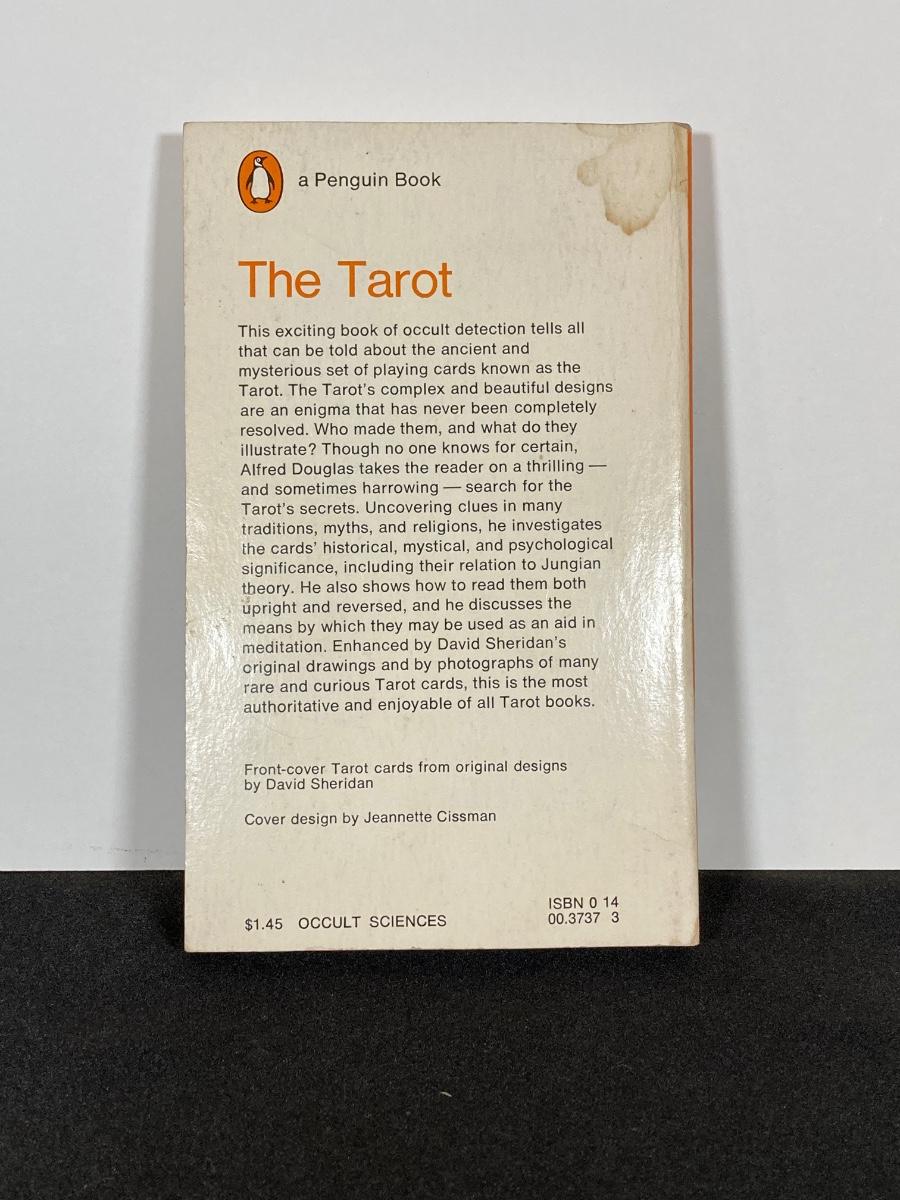 a Penguin Book
The Tarot
This exciting book of occult detection tells all
that can be told about the ancient and
mysterious set of playing cards known as the
Tarot. The Tarot's complex and beautiful designs
are an enigma that has never been completely
resolved. Who made them, and what do they
illustrate? Though no one knows for certain,
Alfred Douglas takes the reader on a thrilling —
and sometimes harrowing — search for the
Tarot's secrets. Uncovering clues in many
traditions, myths, and religions, he investigates
the cards' historical, mystical, and psychological
significance, including their relation to Jungian
theory. He also shows how to read them both
upright and reversed, and he discusses the
means by which they may be used as an aid in
meditation. Enhanced by David Sheridan's
original drawings and by photographs of many
rare and curious Tarot cards, this is the most
authoritative and enjoyable of all Tarot books.
Front-cover Tarot cards from original designs
by David Sheridan
Cover design by Jeannette Cissman
$1.45 OCCULT SCIENCES
ISBN 0 14
00.3737 3